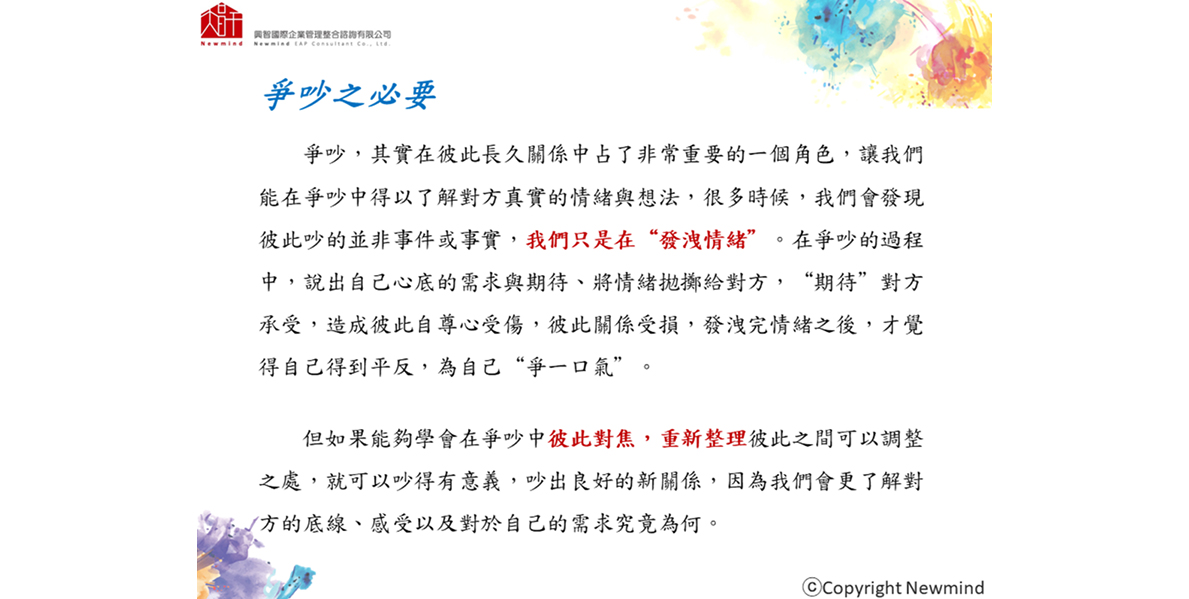 興智國際企業管理整合諮詢有限公司
Newmind
Newmind EAP Consultant Co., Ltd.
爭吵之必要
爭吵，其實在彼此長久關係中占了非常重要的一個角色，讓我們
能在爭吵中得以了解對方真實的情緒與想法，很多時候，我們會發現
彼此吵的並非事件或事實，我們只是在“發洩情緒”。在爭吵的過程
中，說出自己心底的需求與期待、將情緒拋擲給對方，“期待”對方
承受，造成彼此自尊心受傷，彼此關係受損，發洩完情緒之後，才覺
得自己得到平反，為自己“爭一口氣”。
但如果能夠學會在爭吵中彼此對焦，重新整理彼此之間可以調整
之處，就可以吵得有意義，吵出良好的新關係，因為我們會更了解對
方的底線、感受以及對於自己的需求究竟為何。
ⓒCopyright Newmind